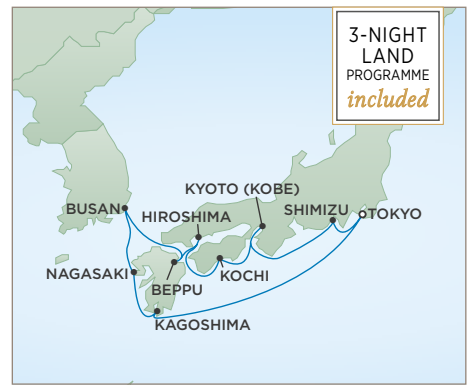 3-NIGHT
LAND
PROGRAMME
included
KYOTO (KOBE)
BUSAN
HIROSHIMA
SHIMIZU
TOKYO
NAGASAKI
BEPPU
KOCHI
KAGOSHIMA